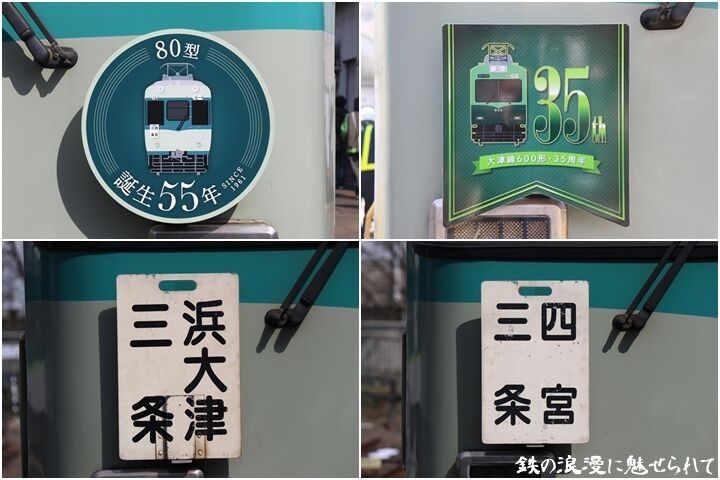 80型
誕生55年
SINCE 1961
35th
大津線600形・35周年
浜大津
三条
四宮
三条
鉄の浪漫に魅せられて